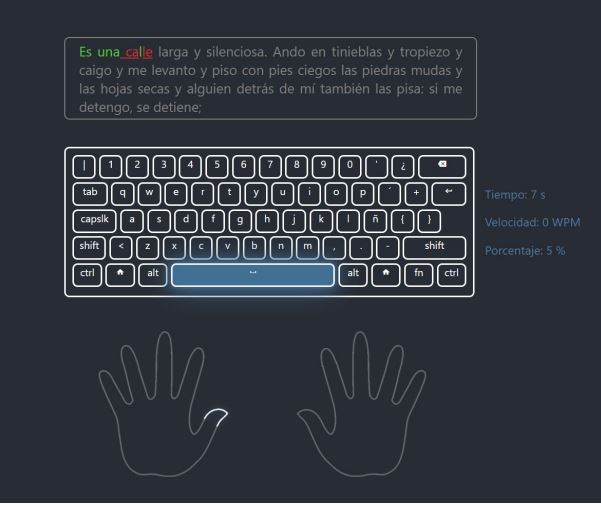 Es una calle larga y silenciosa. Ando en tinieblas y tropiezo y
caigo y me levanto y piso con pies ciegos las piedras mudas y
las hojas secas y alguien detrás de mí también las pisa: si me
detengo, se detiene;
| 1 2 3 4 5 6 7 8 9 0 ' ¿
tab q w e r t y u i o p ´ +
capslk a s d f g h j k l ñ { }
shift < z x c v b n m , . - shift
ctrl alt alt fn ctrl
Tiempo: 7 s
Velocidad: 0 WPM
Porcentaje: 5 %